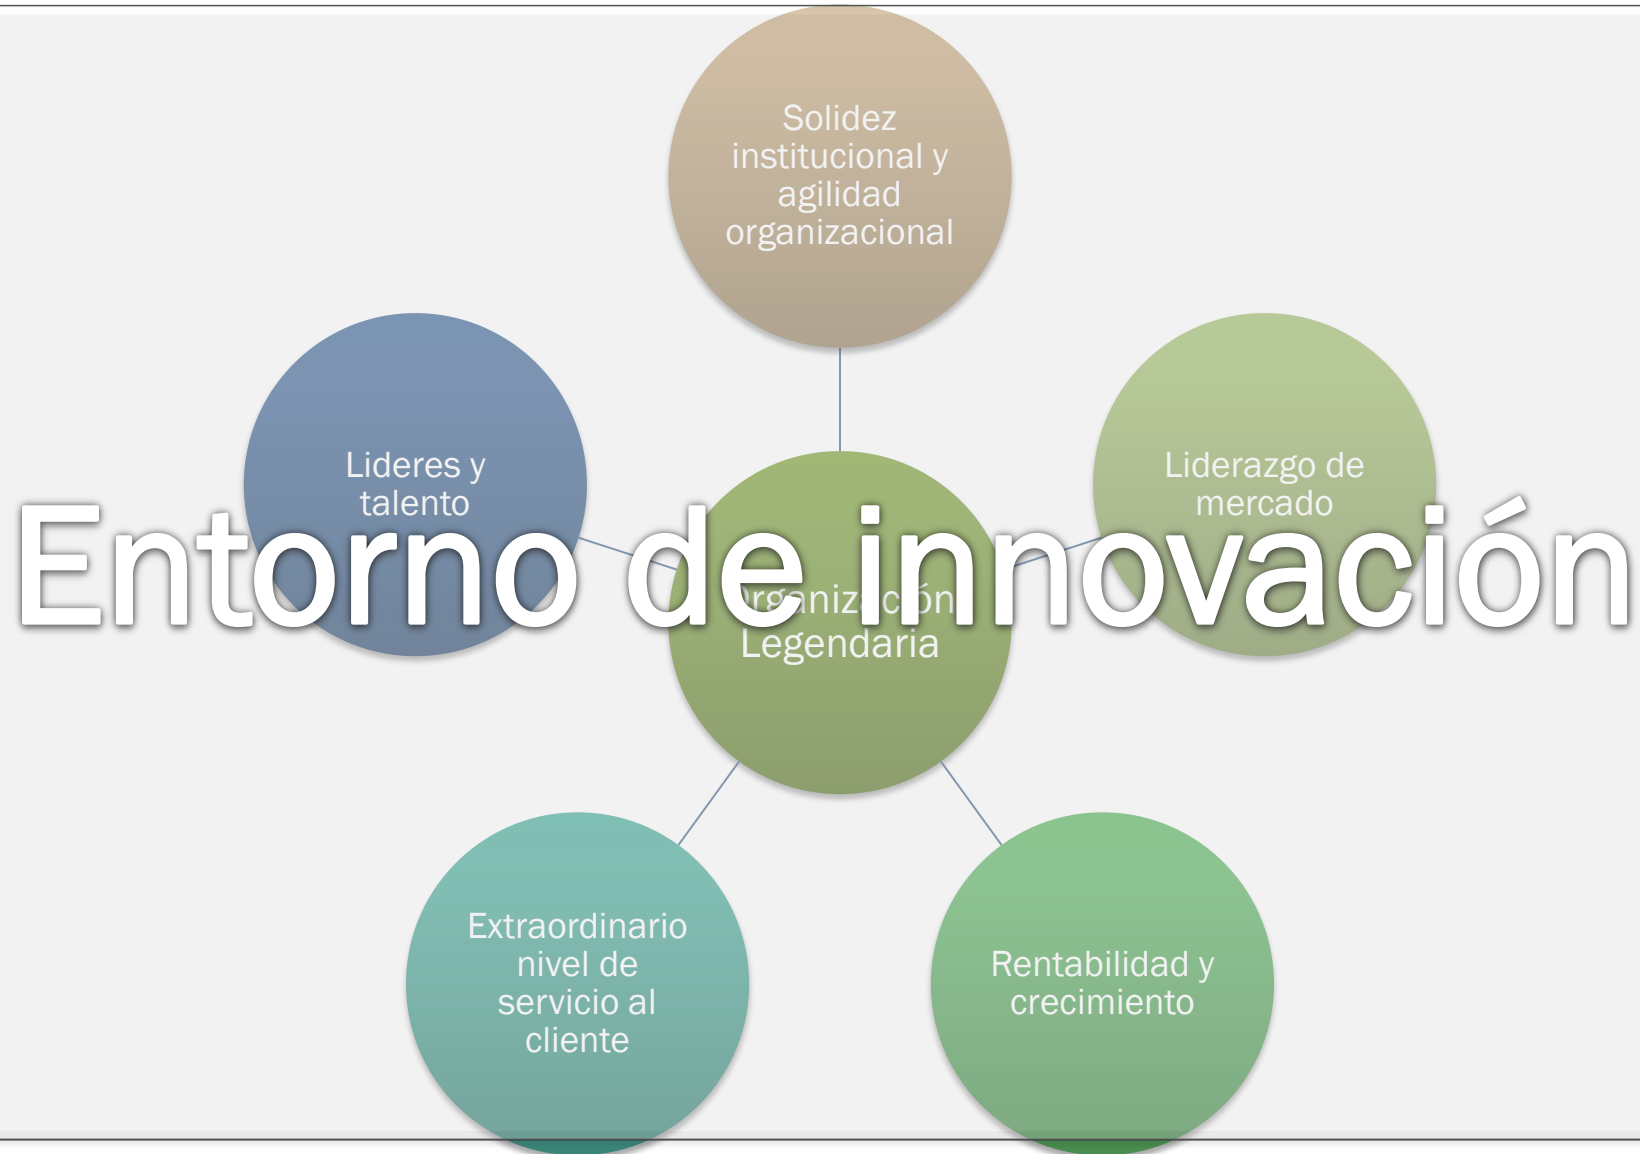 Solidez
institucional y
agilidad
organizacional
Lideres y
talento
Liderazgo de
mercado
Entorno de innovación
Organización
Legendaria
Extraordinario
nivel de
servicio al
cliente
Rentabilidad y
crecimiento